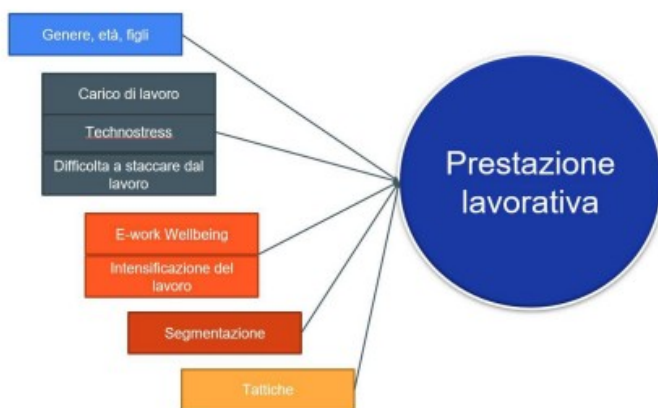 Genere, età, figli
Carico di lavoro
Technostress
Difficolta a staccare dal
lavoro
E-work Wellbeing
Intensificazione del
lavoro
Segmentazione
Tattiche
Prestazione
lavorativa